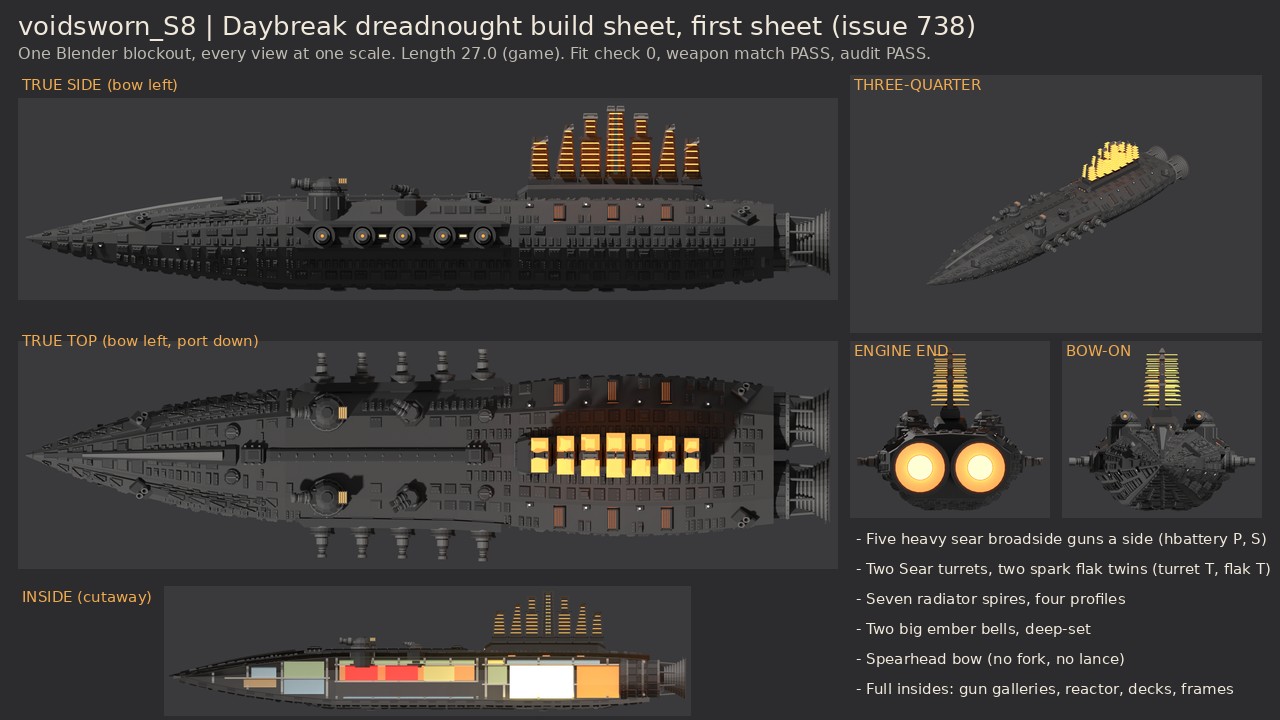 voidsworn_S8 | Daybreak dreadnought build sheet, first sheet (issue 738)
One Blender blockout, every view at one scale. Length 27.0 (game). Fit check 0, weapon match PASS, audit PASS.
TRUE SIDE (bow left)
THREE-QUARTER
TRUE TOP (bow left, port down)
ENGINE END
BOW-ON
- Five heavy sear broadside guns a side (hbattery P, S)
- Two Sear turrets, two spark flak twins (turret T, flak T)
- Seven radiator spires, four profiles
- Two big ember bells, deep-set
- Spearhead bow (no fork, no lance)
- Full insides: gun galleries, reactor, decks, frames
INSIDE (cutaway)